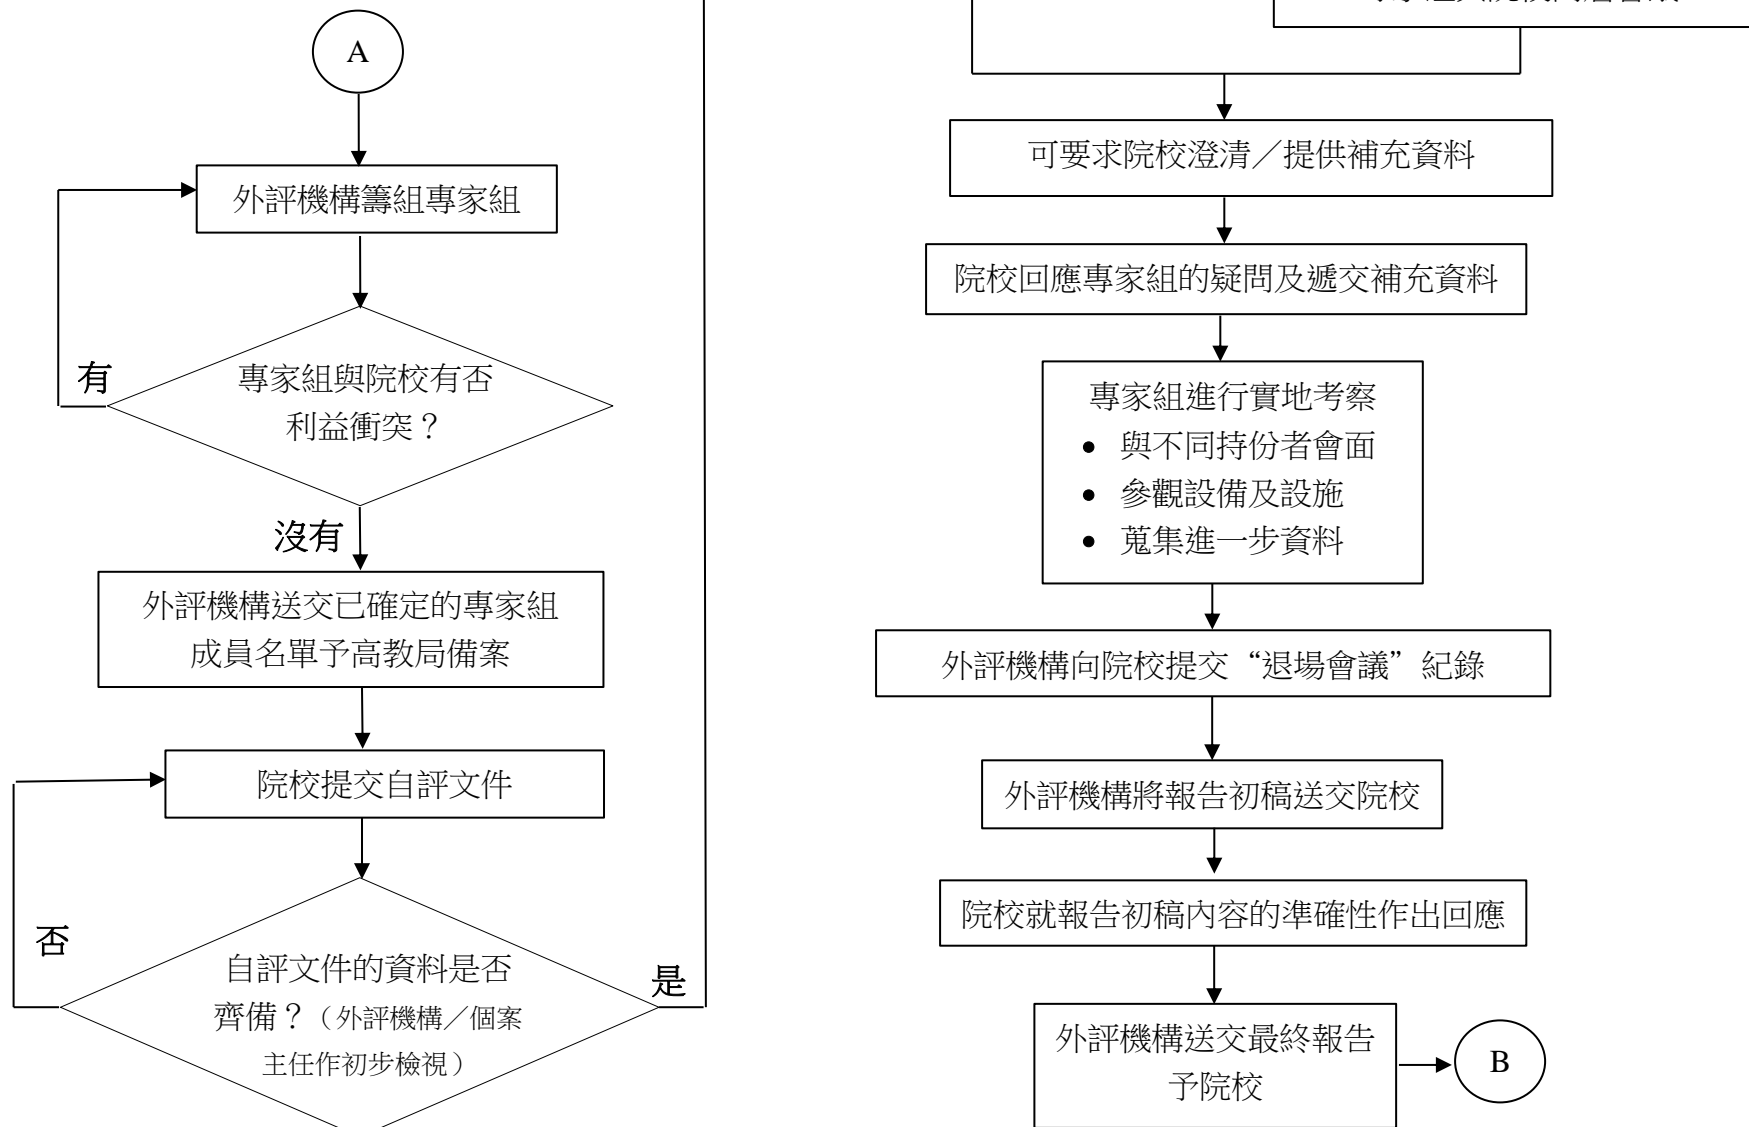 A
外評機構籌組專家組
有
專家組與院校有否
利益衝突？
沒有
外評機構送交已確定的專家組
成員名單予高教局備案
院校提交自評文件
否
自評文件的資料是否
齊備？（外評機構／個案
主任作初步檢視）
是
可要求院校澄清／提供補充資料
院校回應專家組的疑問及遞交補充資料
專家組進行實地考察
• 與不同持份者會面
• 參觀設備及設施
• 蒐集進一步資料
外評機構向院校提交“退場會議”紀錄
外評機構將報告初稿送交院校
院校就報告初稿內容的準確性作出回應
外評機構送交最終報告
予院校
B